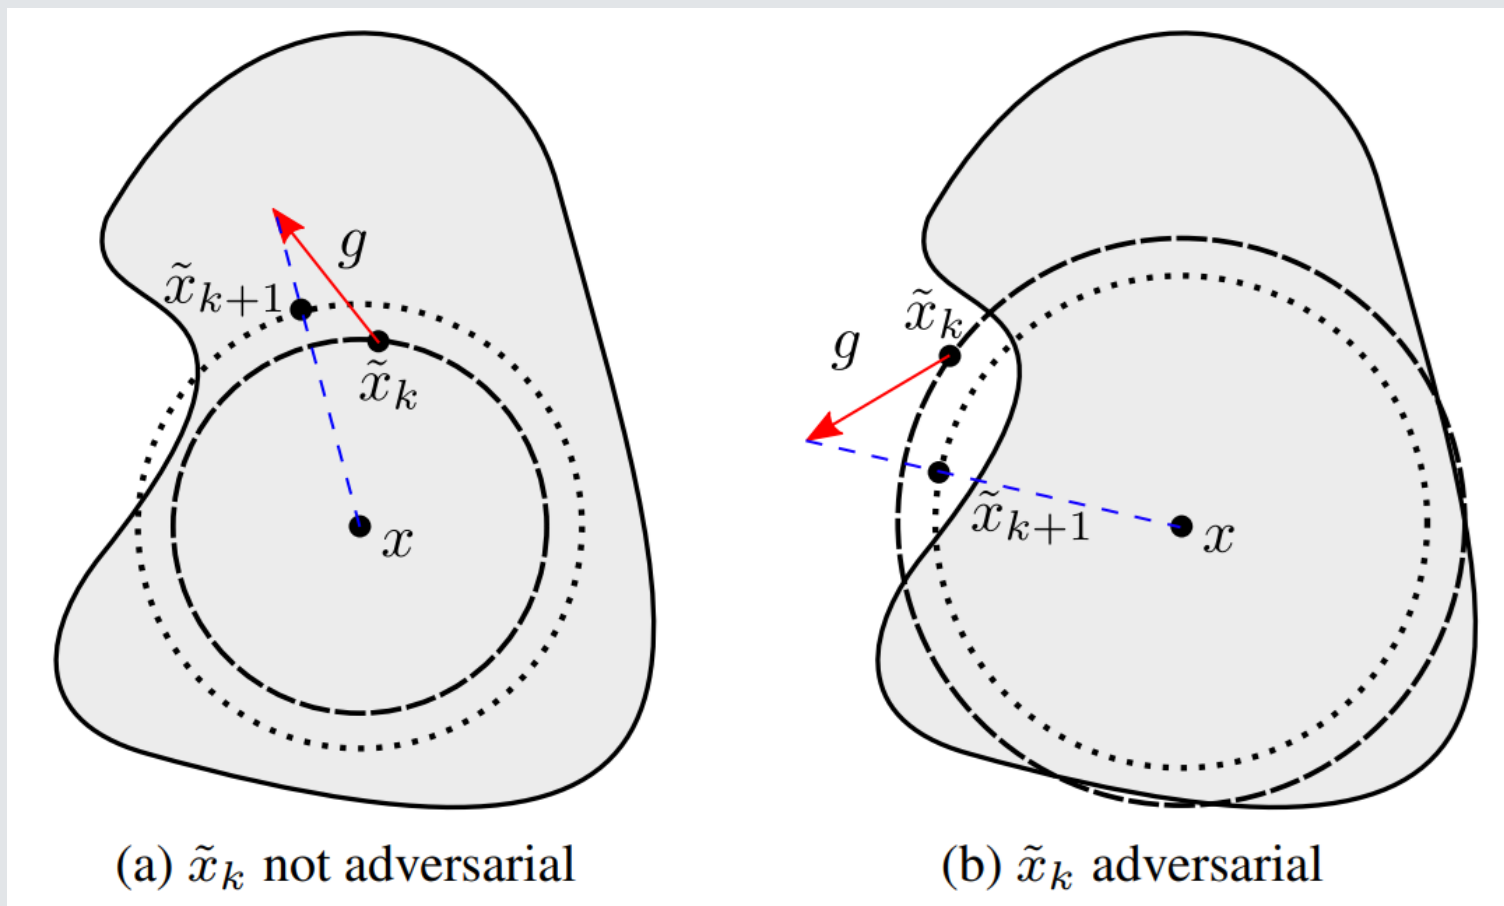 g
x̃ₖ₊₁
x̃ₖ
x
(a) x̃ₖ not adversarial
x̃ₖ
g
x̃ₖ₊₁
x
(b) x̃ₖ adversarial